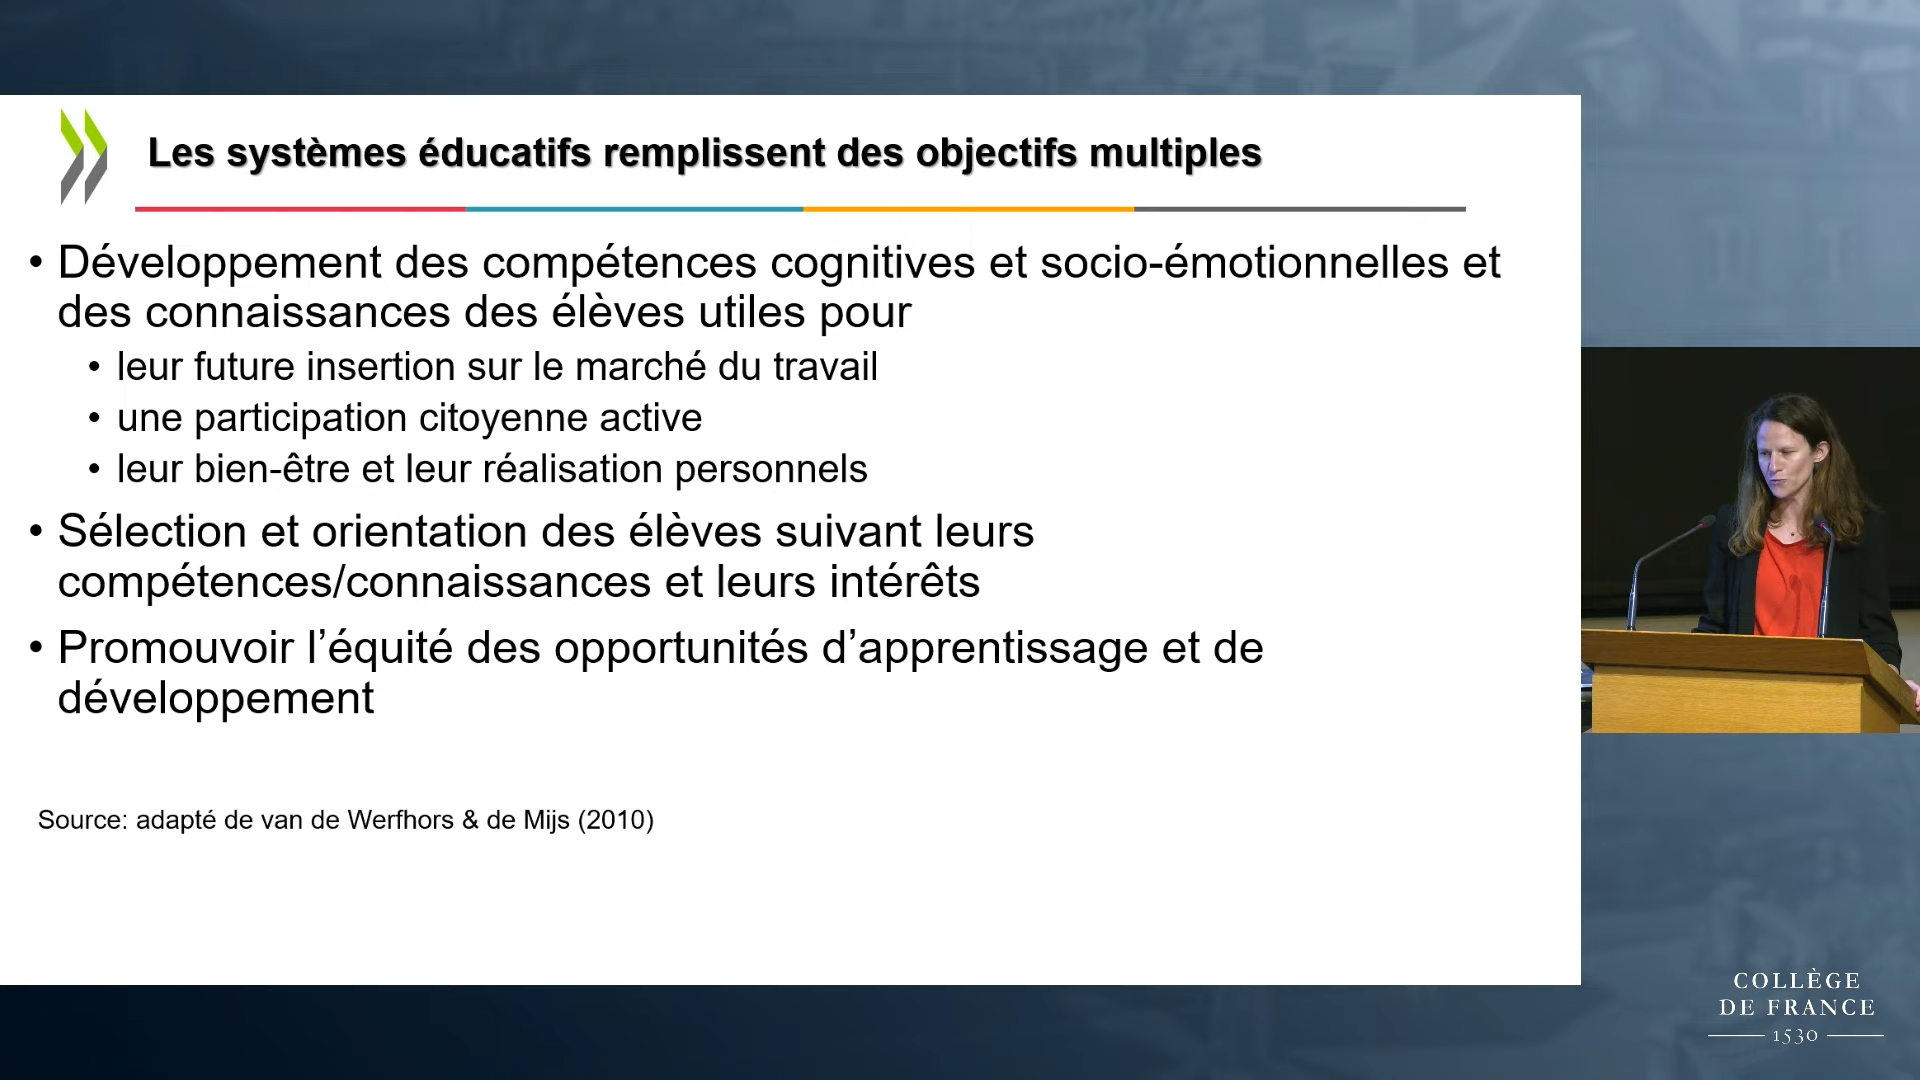 Les systèmes éducatifs remplissent des objectifs multiples
• Développement des compétences cognitives et socio-émotionnelles et
des connaissances des élèves utiles pour
• leur future insertion sur le marché du travail
• une participation citoyenne active
• leur bien-être et leur réalisation personnels
• Sélection et orientation des élèves suivant leurs
compétences/connaissances et leurs intérêts
• Promouvoir l’équité des opportunités d’apprentissage et de
développement
Source: adapté de van de Werfhors & de Mijs (2010)
COLLÈGE
DE FRANCE
1530